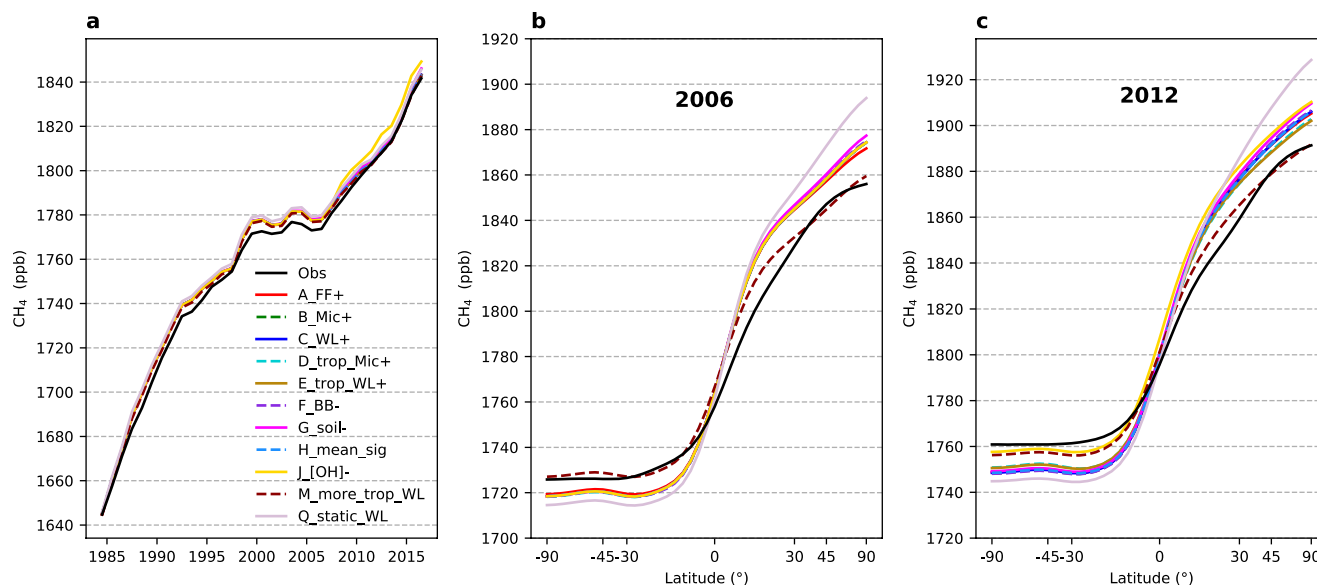 a
CH₄ (ppb)
1840
1820
1800
1780
1760
1740
1720
1700
1680
1660
1640
1985 1990 1995 2000 2005 2010 2015
Obs
A_FF+
B_Mic+
C_WL+
D_trop_Mic+
E_trop_WL+
F_BB-
G_soil-
H_mean_sig
J_[OH]-
M_more_trop_WL
Q_static_WL
b
2006
CH₄ (ppb)
1920
1900
1880
1860
1840
1820
1800
1780
1760
1740
1720
1700
-90 -45 -30 0 30 45 90
Latitude (°)
c
2012
CH₄ (ppb)
1920
1900
1880
1860
1840
1820
1800
1780
1760
1740
1720
-90 -45 -30 0 30 45 90
Latitude (°)